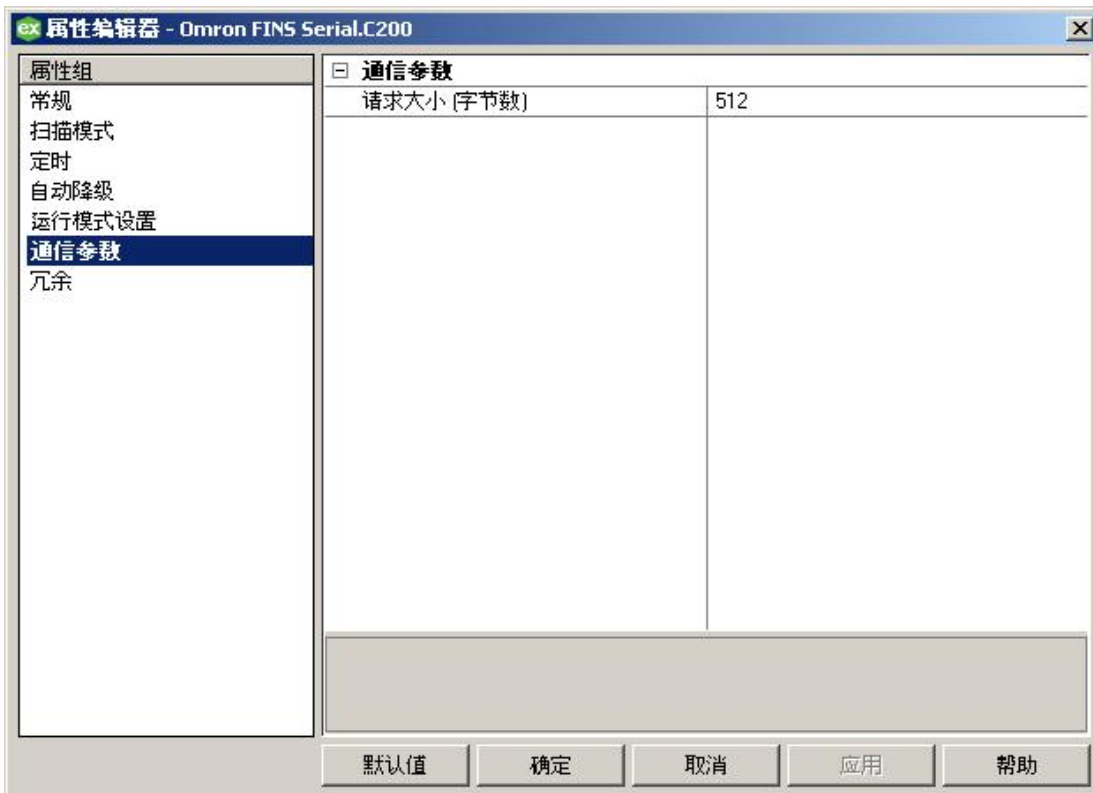 ex 属性编辑器 - Omron FINS Serial.C200
属性组
常规
扫描模式
定时
自动降级
运行模式设置
通信参数
冗余
通信参数
请求大小 (字节数) 512
默认值 确定 取消 应用 帮助